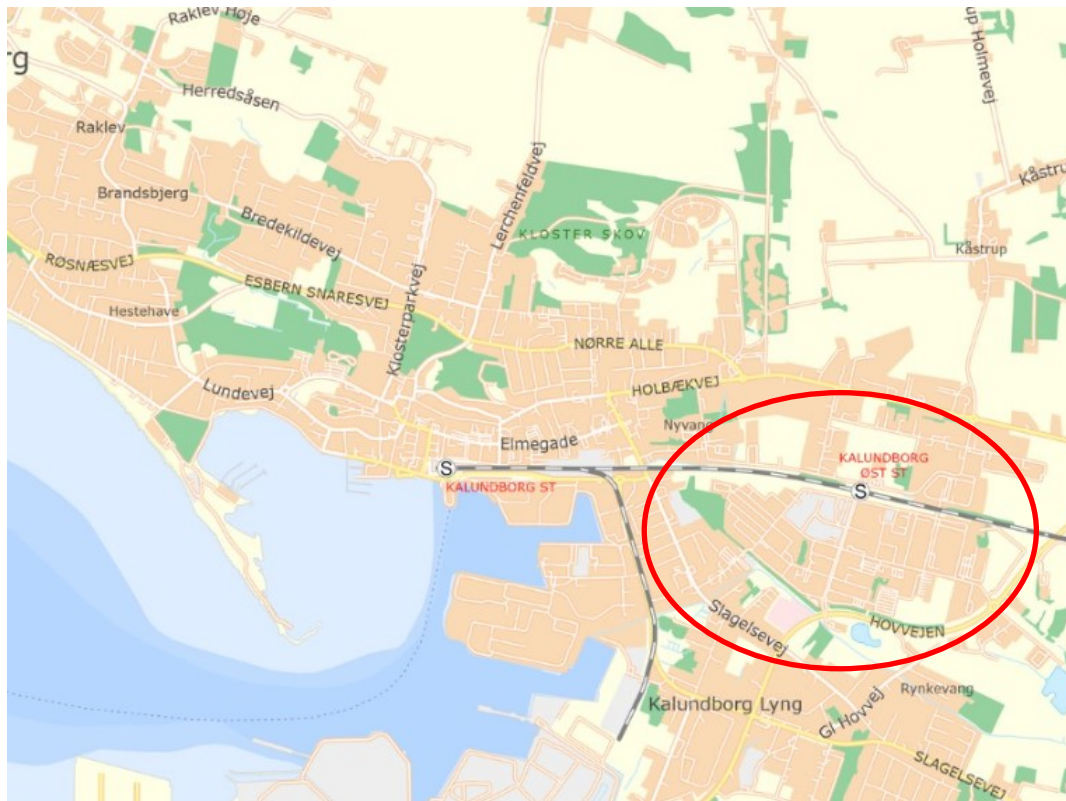 Raklev Høje
rg
Herredsåsen
Raklev
Brandsbjerg
Bredekildevej
Lerchenfeldvej
KLOSTER SKOV
Kåstrup
RØSNÆSVEJ
ESBERN SNARESVEJ
Hestehave
Klosterparkvej
NØRRE ALLE
Lundevej
HOLBÆKVEJ
Nyvang
Elmegade
KALUNDBORG
ØST ST
S
KALUNDBORG ST
S
Slagelsevej
HOVVEJEN
Rynkevang
Kalundborg Lyng
Gl Hovvej
SLAGELSEVEJ